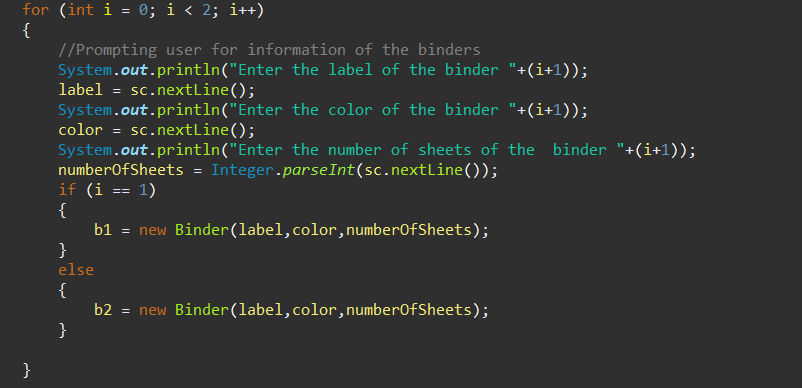 for (int i = 0; i < 2; i++)
{
//Prompting user for information of the binders
System.out.println("Enter the label of the binder "+(i+1));
label = sc.nextLine();
System.out.println("Enter the color of the binder "+(i+1));
color = sc.nextLine();
System.out.println("Enter the number of sheets of the  binder "+(i+1));
numberOfSheets = Integer.parseInt(sc.nextLine());
if (i == 1)
{
b1 = new Binder(label,color,numberOfSheets);
}
else
{
b2 = new Binder(label,color,numberOfSheets);
}
}